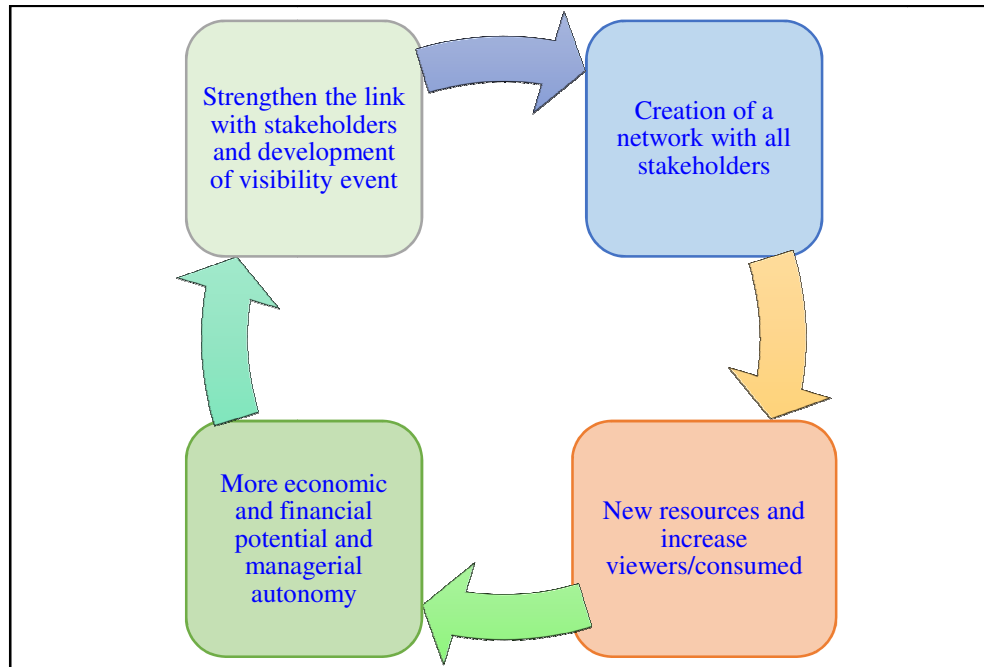 Strengthen the link
with stakeholders
and development
of visibility event
Creation of a
network with all
stakeholders
New resources and
increase
viewers/consumed
More economic
and financial
potential and
managerial
autonomy